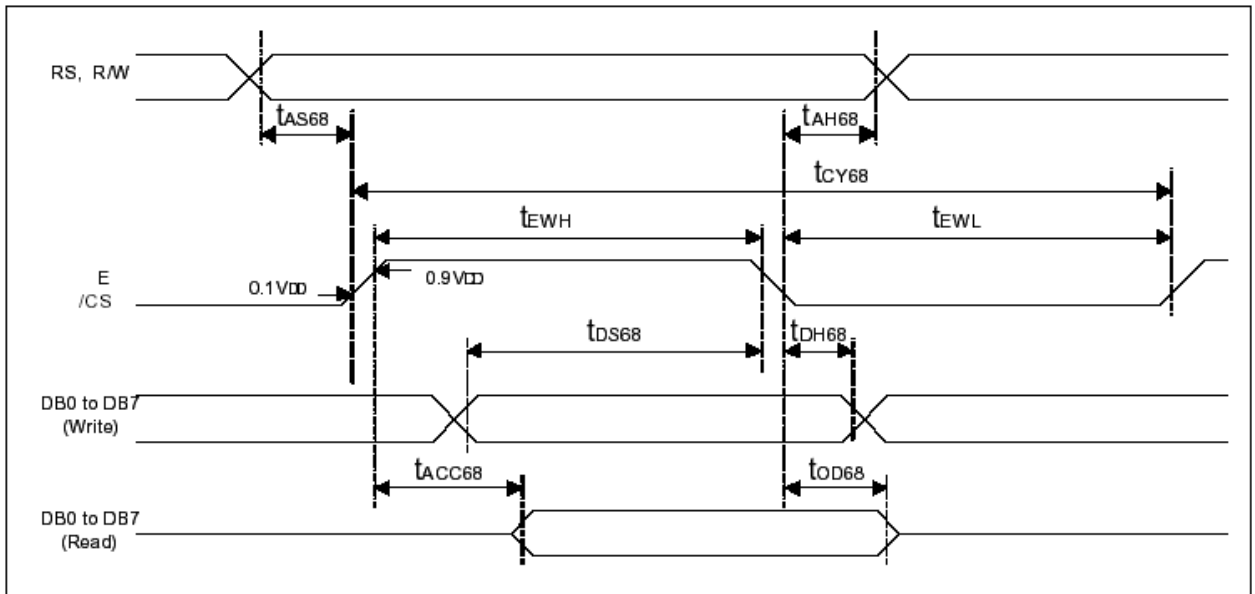 RS, R/W
tAS68
tAH68
tCY68
tEWH
tEWL
E
/CS
0.1VDD
0.9VDD
tDS68
tDH68
DB0 to DB7
(Write)
tACC68
tOD68
DB0 to DB7
(Read)